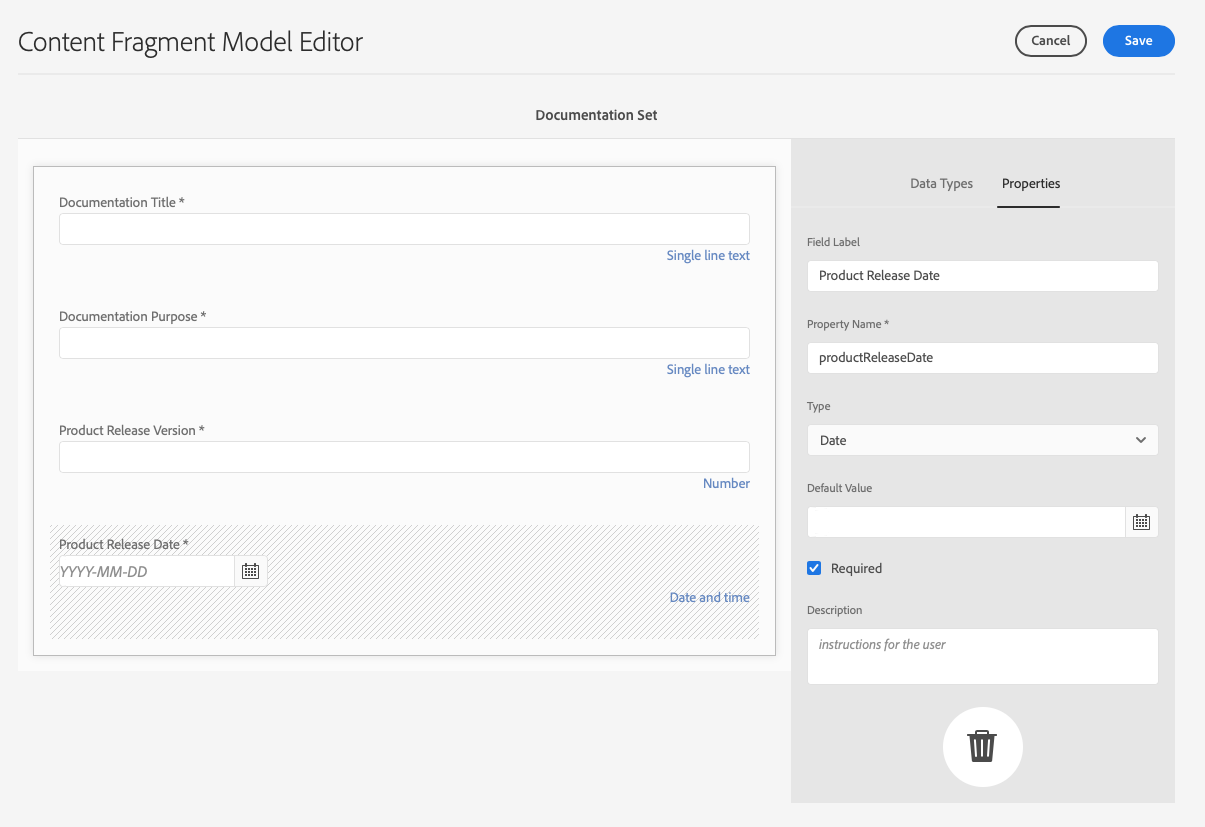 Content Fragment Model Editor
Cancel
Save
Documentation Set
Documentation Title *
Single line text
Documentation Purpose *
Single line text
Product Release Version *
Number
Product Release Date *
YYYY-MM-DD
Date and time
Data Types
Properties
Field Label
Product Release Date
Property Name *
productReleaseDate
Type
Date
Default Value
Required
Description
instructions for the user